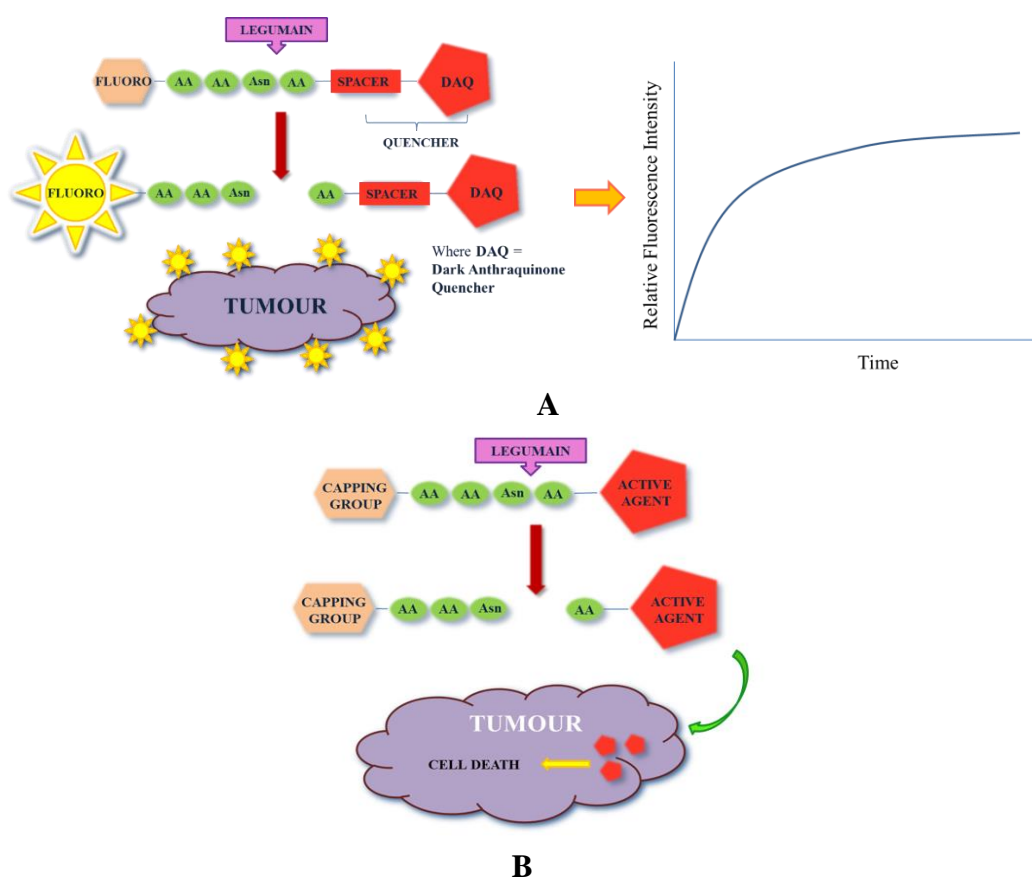 LEGUMAIN
FLUORO AA AA Asn AA SPACER DAQ
QUENCHER
FLUORO AA AA Asn AA SPACER DAQ
Where DAQ =
Dark Anthraquinone
Quencher
TUMOUR
Relative Fluorescence Intensity
Time
A
LEGUMAIN
CAPPING
GROUP
AA AA Asn AA
ACTIVE
AGENT
CAPPING
GROUP
AA AA Asn AA
ACTIVE
AGENT
TUMOUR
CELL DEATH
B